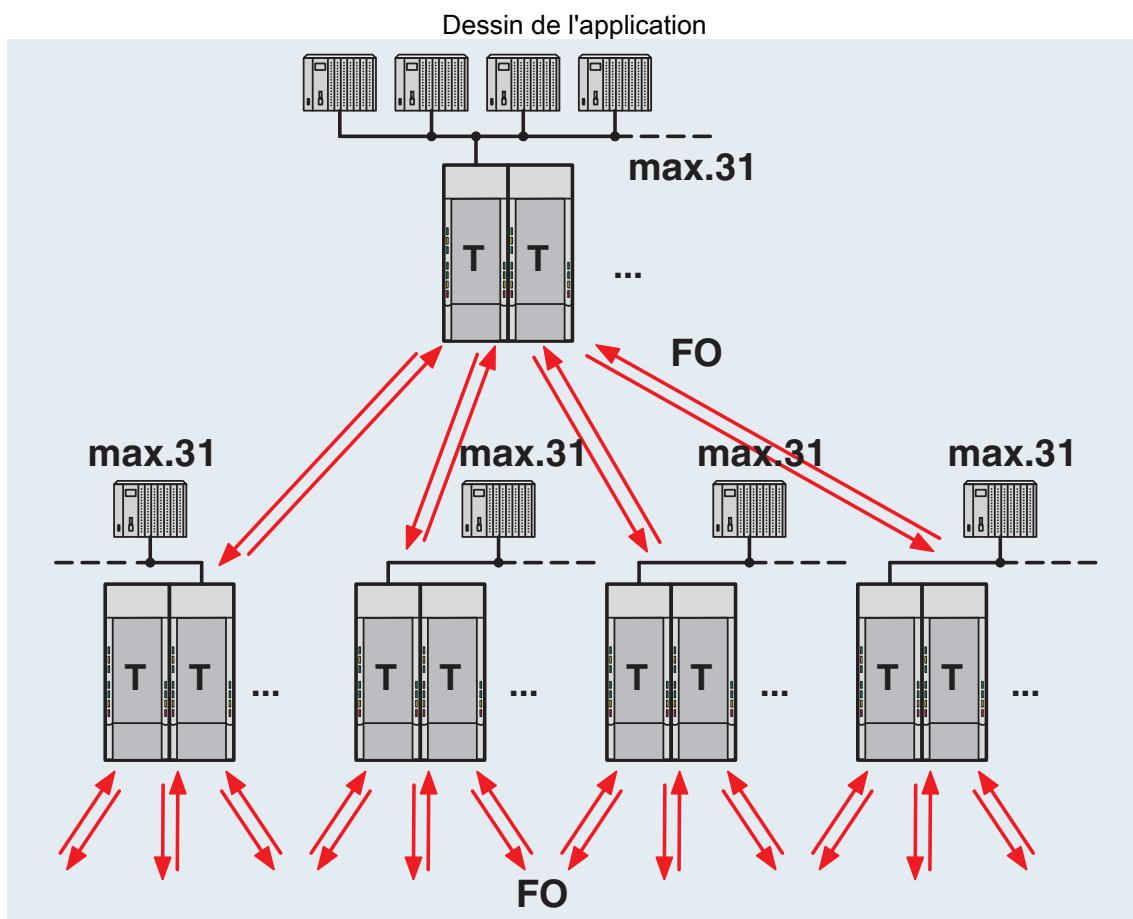 Dessin de l'application
max.31
T T ...
FO
max.31 max.31 max.31 max.31
T T ... T T ... T T ... T T ...
FO